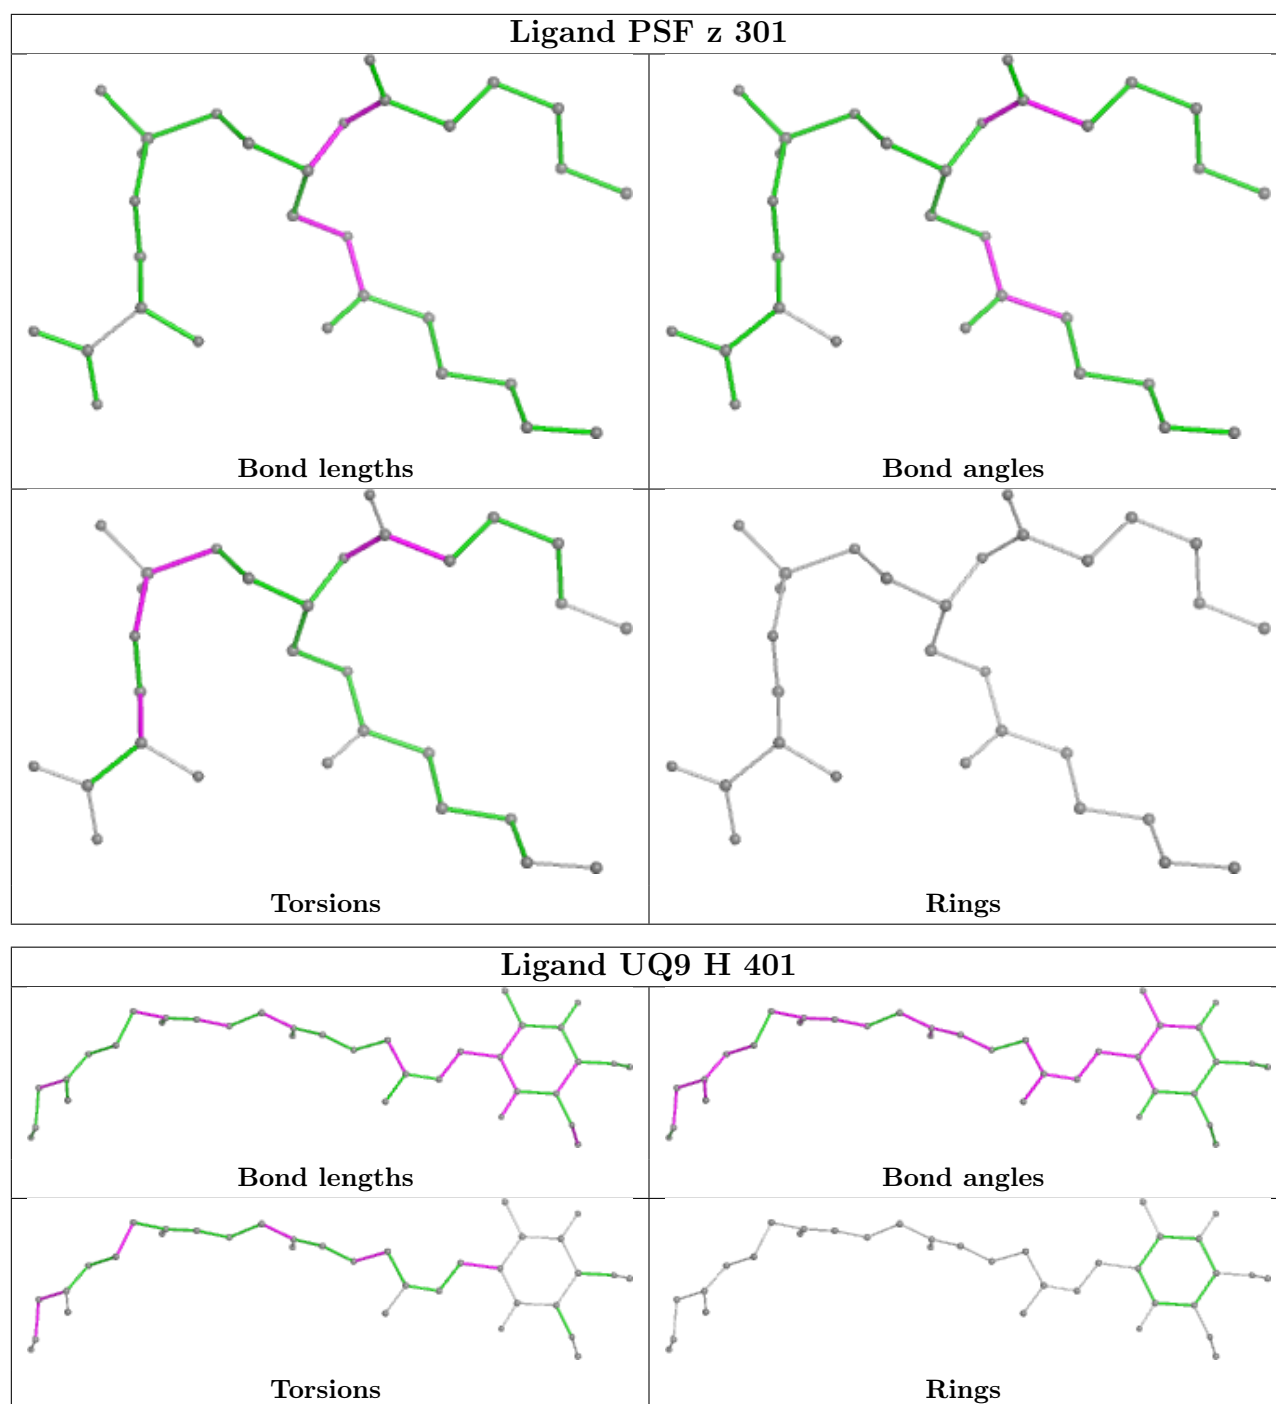 Ligand PSF z 301
Bond lengths
Bond angles
Torsions
Rings
Ligand UQ9 H 401
Bond lengths
Bond angles
Torsions
Rings